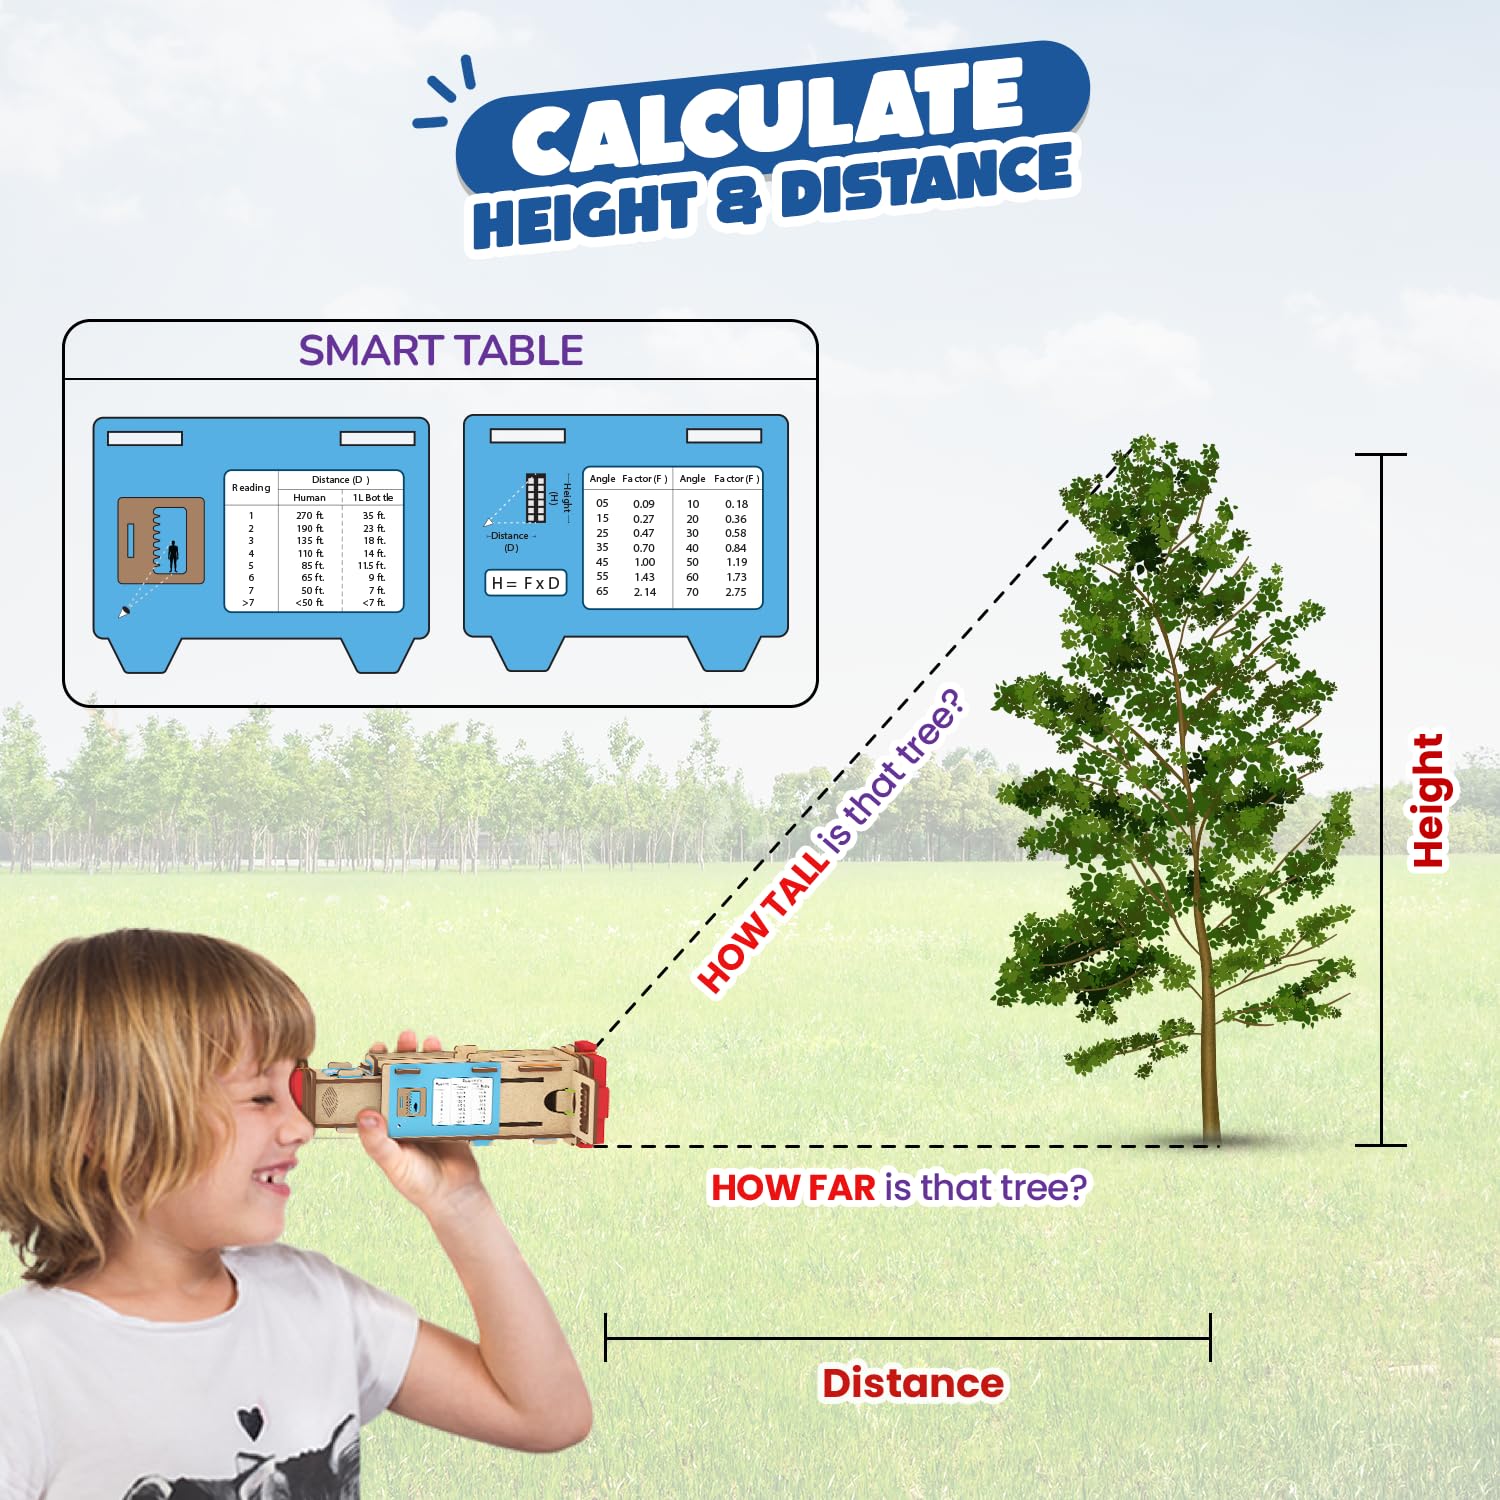 CALCULATE
HEIGHT & DISTANCE
SMART TABLE
Reading Distance (D)
Human 1L Bottle
1 270 ft. 35 ft.
2 190 ft. 23 ft.
3 135 ft. 18 ft.
4 110 ft. 14 ft.
5 85 ft. 11.5 ft.
6 65 ft. 9 ft.
7 50 ft. 7 ft.
>7 <50 ft. <7 ft.
Height
(H)
Distance
(D)
H = F x D
Angle Factor (F) Angle Factor (F)
05 0.09 10 0.18
15 0.27 20 0.36
25 0.47 30 0.58
35 0.70 40 0.84
45 1.00 50 1.19
55 1.43 60 1.73
65 2.14 70 2.75
HOW TALL is that tree?
Height
HOW FAR is that tree?
Distance